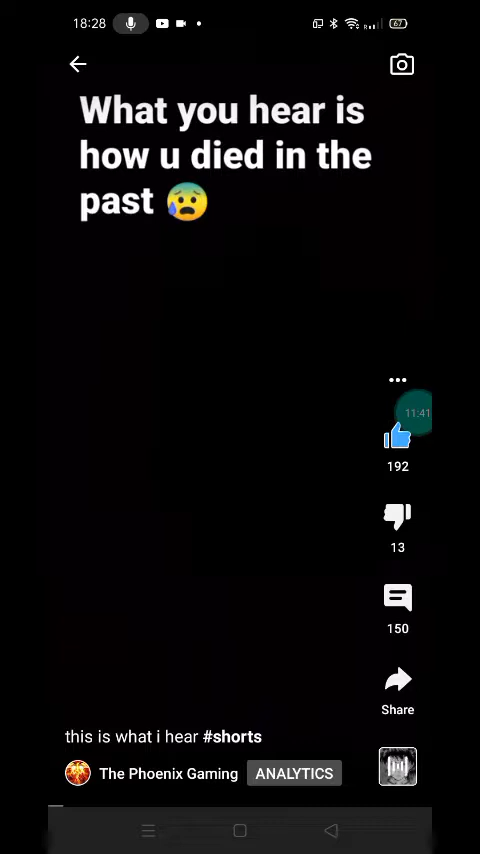 18:28
67
What you hear is
how u died in the
past 😰
11:41
192
13
150
Share
this is what i hear #shorts
The Phoenix Gaming ANALYTICS